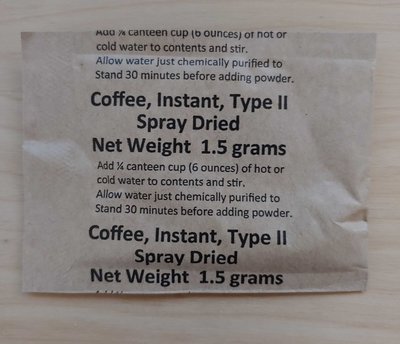 Add ¼ canteen cup (6 ounces) of hot or
cold water to contents and stir.
Allow water just chemically purified to
Stand 30 minutes before adding powder.
Coffee, Instant, Type II
Spray Dried
Net Weight 1.5 grams
Add ¼ canteen cup (6 ounces) of hot or
cold water to contents and stir.
Allow water just chemically purified to
Stand 30 minutes before adding powder.
Coffee, Instant, Type II
Spray Dried
Net Weight 1.5 grams